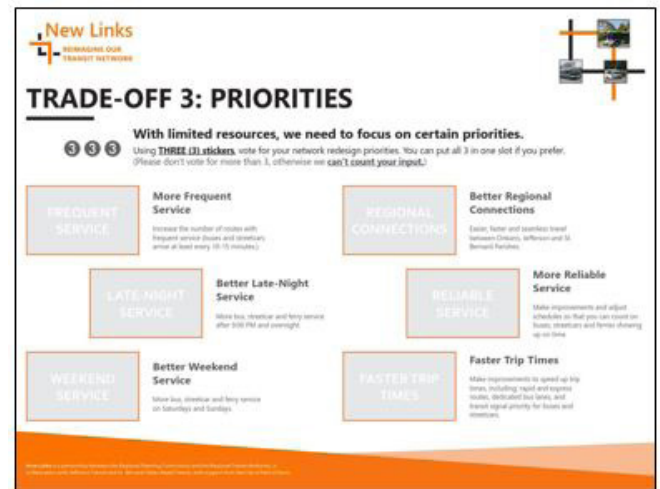 New Links
REIMAGINE OUR
TRANSIT NETWORK
TRADE-OFF 3: PRIORITIES
With limited resources, we need to focus on certain priorities.
3 3 3
Using THREE (3) stickers, vote for your network redesign priorities. You can put all 3 in one slot if you prefer.
(Please don't vote for more than 3, otherwise we can't count your input.)
FREQUENT
SERVICE
More Frequent
Service
Increase the number of routes with
frequent service (buses and streetcars
arrive at least every 10-15 minutes.)
REGIONAL
CONNECTIONS
Better Regional
Connections
Easier, faster and seamless travel
between Orleans, Jefferson and St.
Bernard Parishes
LATE-NIGHT
SERVICE
Better Late-Night
Service
More bus, streetcar and ferry service
after 9:00 PM and overnight
RELIABLE
SERVICE
More Reliable
Service
Make improvements and adjust
schedules so that you can count on
buses, streetcars and ferries showing
up on time
WEEKEND
SERVICE
Better Weekend
Service
More bus, streetcar and ferry service
on Saturdays and Sundays
FASTER TRIP
TIMES
Faster Trip Times
Make improvements to speed up trip
times, including: rapid and express
routes, dedicated bus lanes, and
transit signal priority for buses and
streetcars.